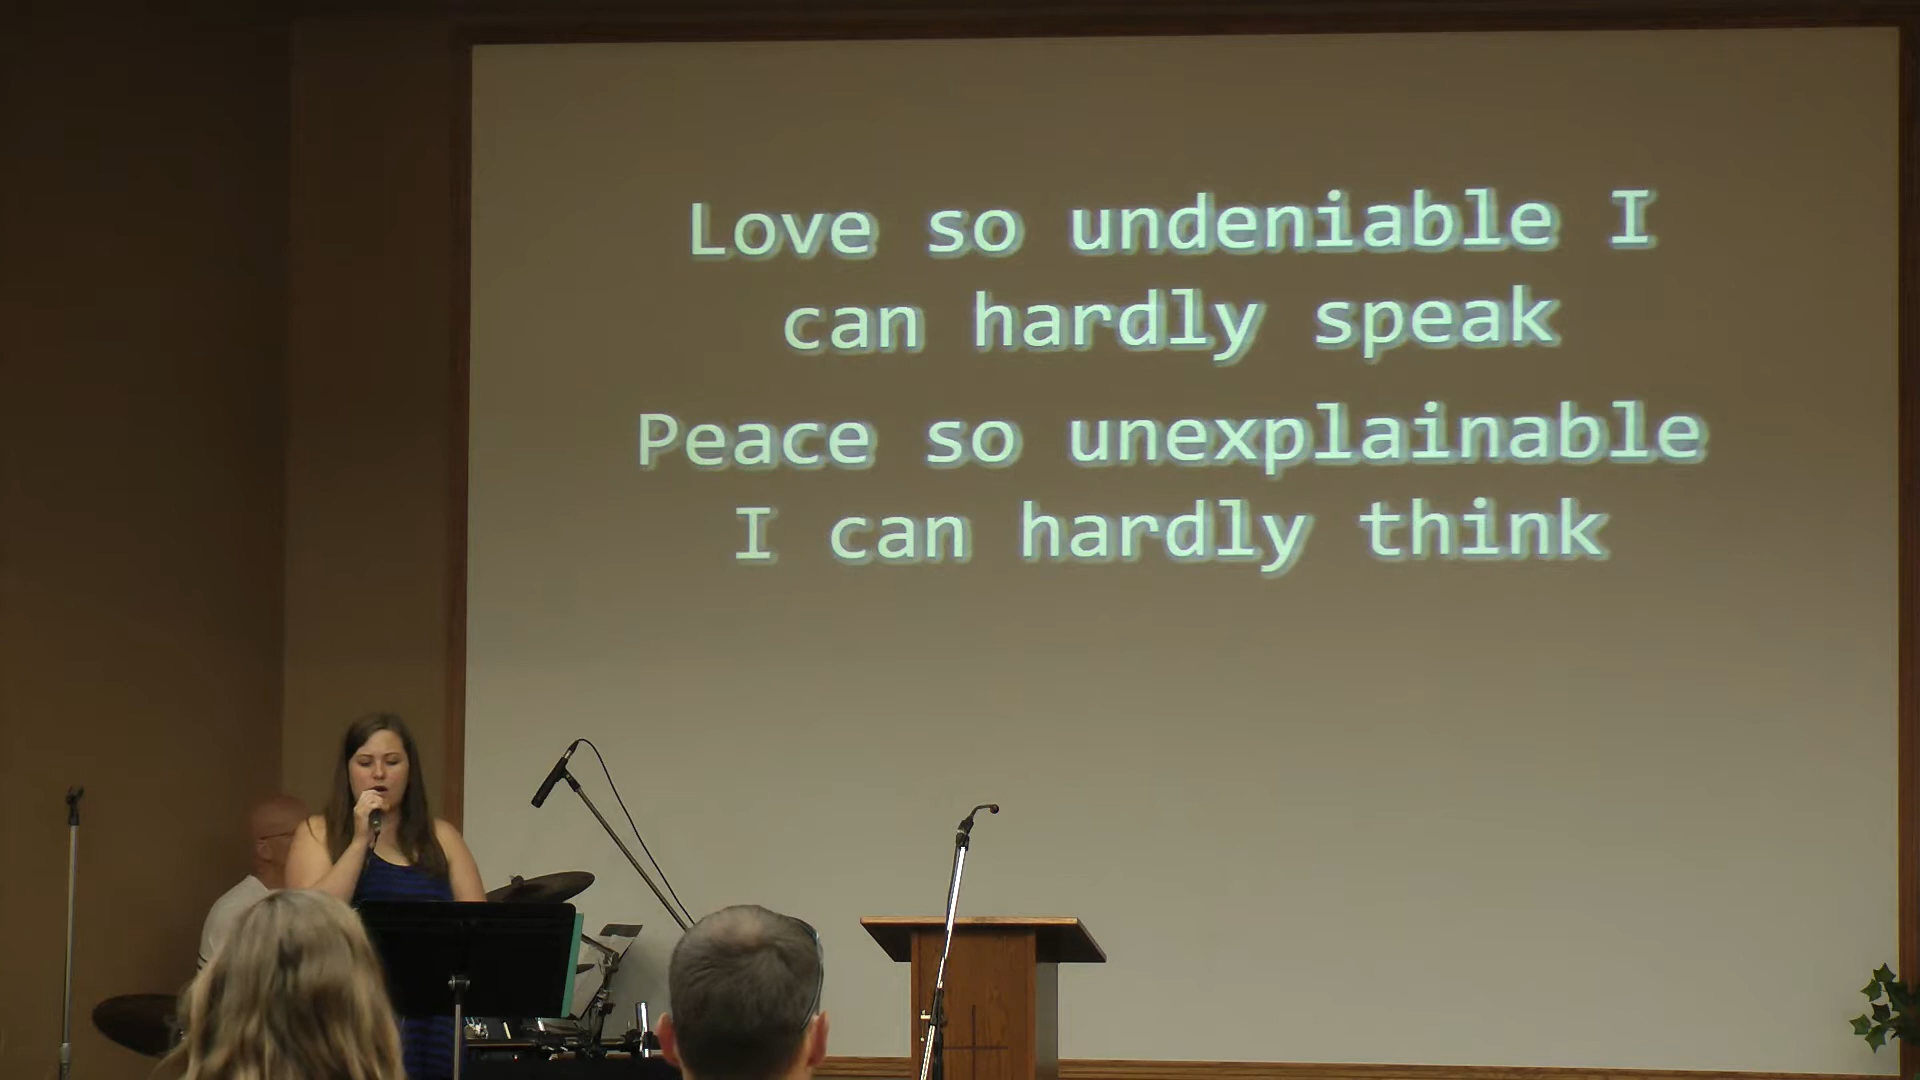 Love so undeniable I
can hardly speak
Peace so unexplainable
I can hardly think